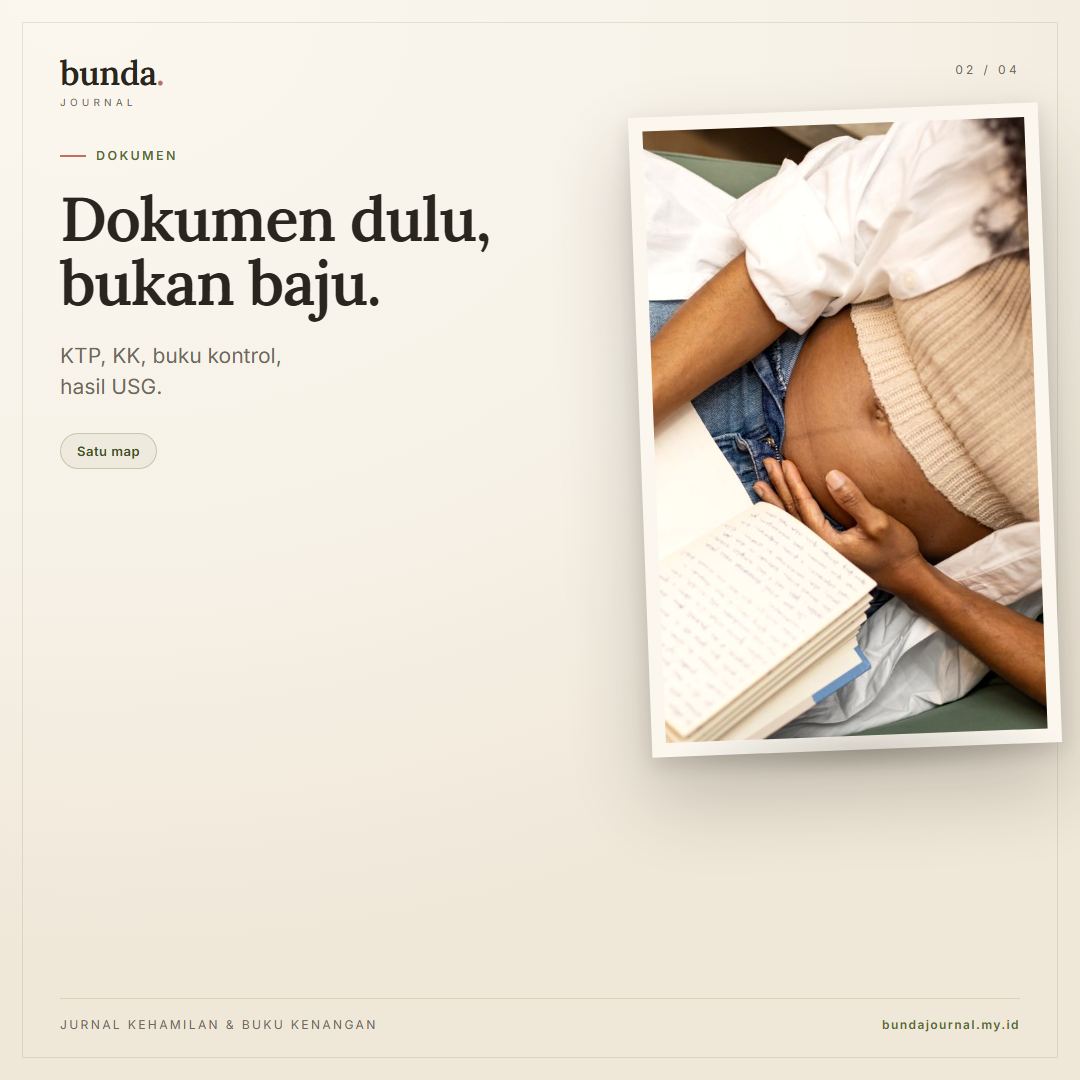 bunda.
JOURNAL
02 / 04
DOKUMEN
Dokumen dulu,
bukan baju.
KTP, KK, buku kontrol,
hasil USG.
Satu map
JURNAL KEHAMILAN & BUKU KENANGAN
bundajournal.my.id